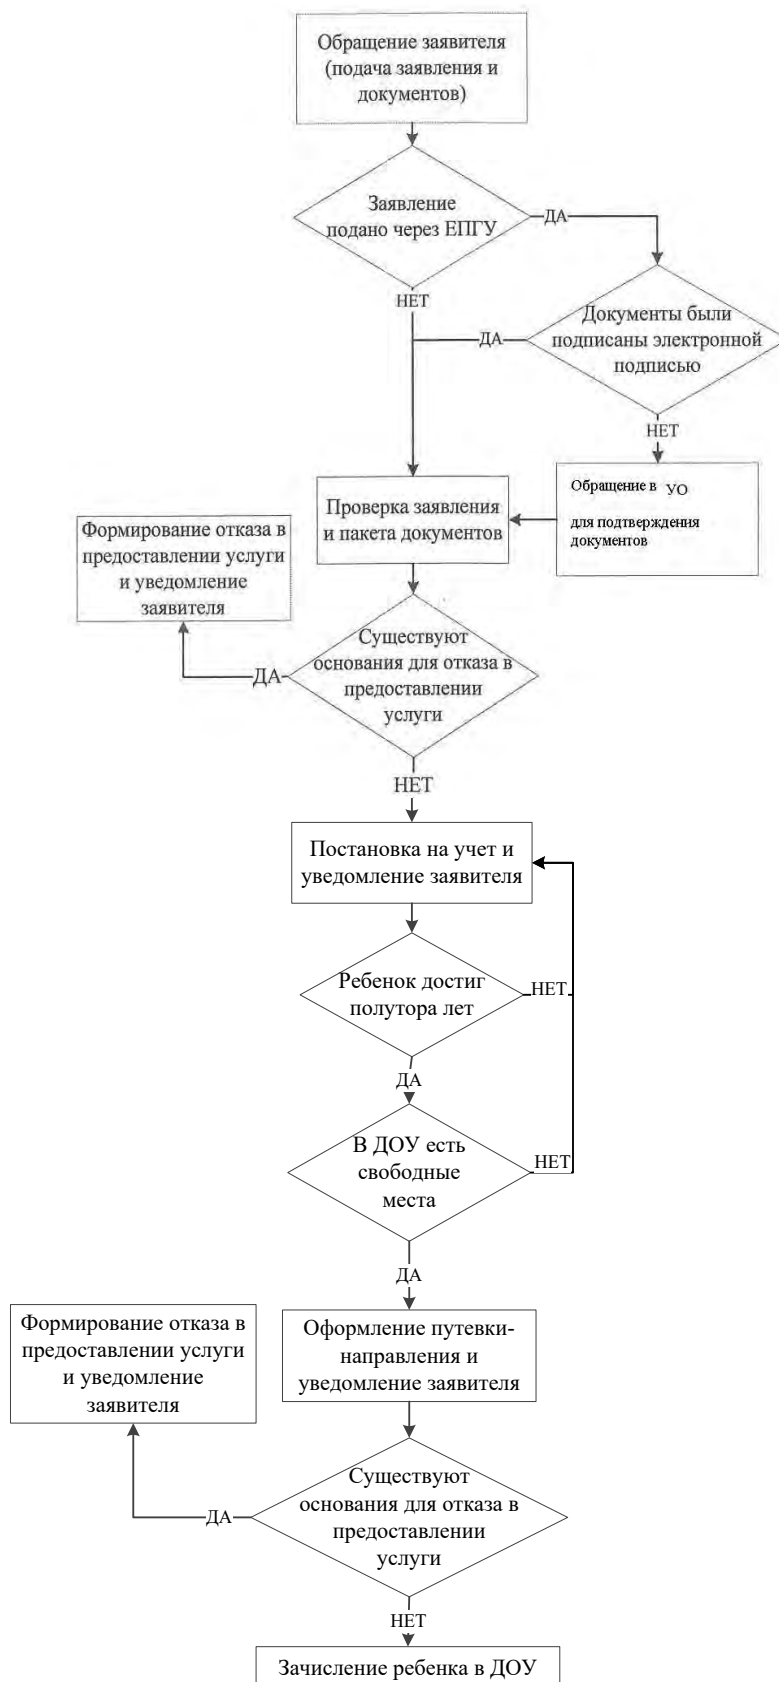 Обращение заявителя
(подача заявления и
документов)
Заявление
подано через ЕПГУ
ДА
НЕТ
Документы были
подписаны электронной
подписью
ДА
НЕТ
Обращение в УО
для подтверждения
документов
Проверка заявления
и пакета документов
Формирование отказа в
предоставлении услуги
и уведомление
заявителя
Существуют
основания для отказа в
предоставлении
услуги
ДА
НЕТ
Постановка на учет и
уведомление заявителя
Ребенок достиг
полутора лет
НЕТ
ДА
В ДОУ есть
свободные
места
НЕТ
ДА
Формирование отказа в
предоставлении услуги
и уведомление
заявителя
Оформление путевки-
направления и
уведомление заявителя
Существуют
основания для отказа в
предоставлении
услуги
ДА
НЕТ
Зачисление ребенка в ДОУ